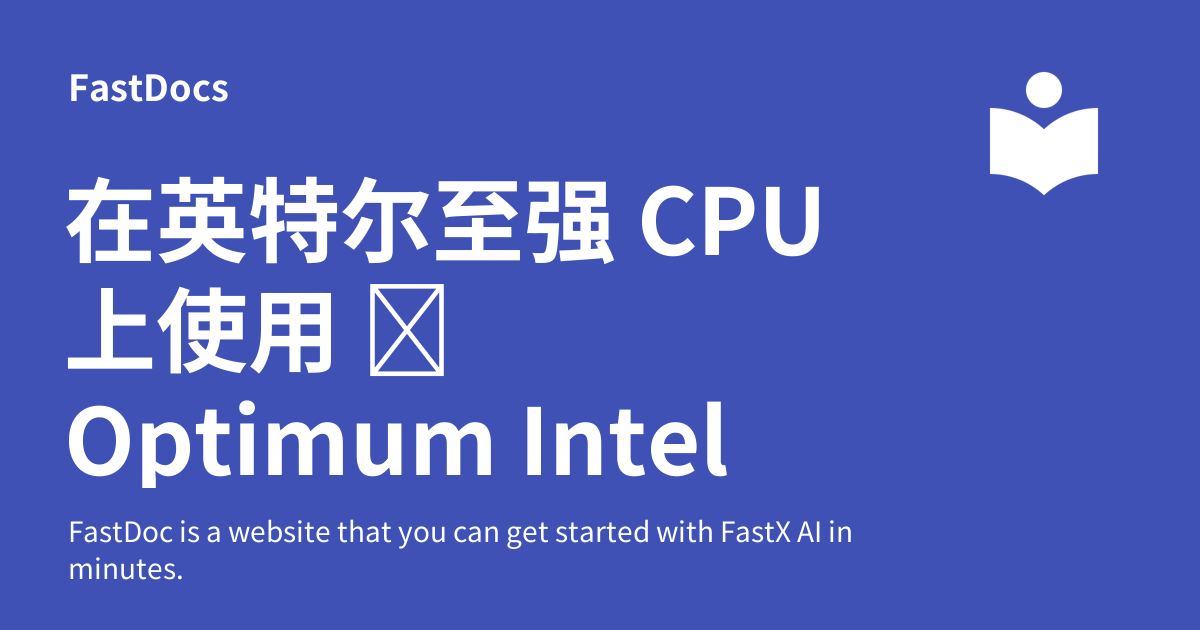 FastDocs
在英特尔至强 CPU
上使用
Optimum Intel
FastDoc is a website that you can get started with FastX AI in
minutes.